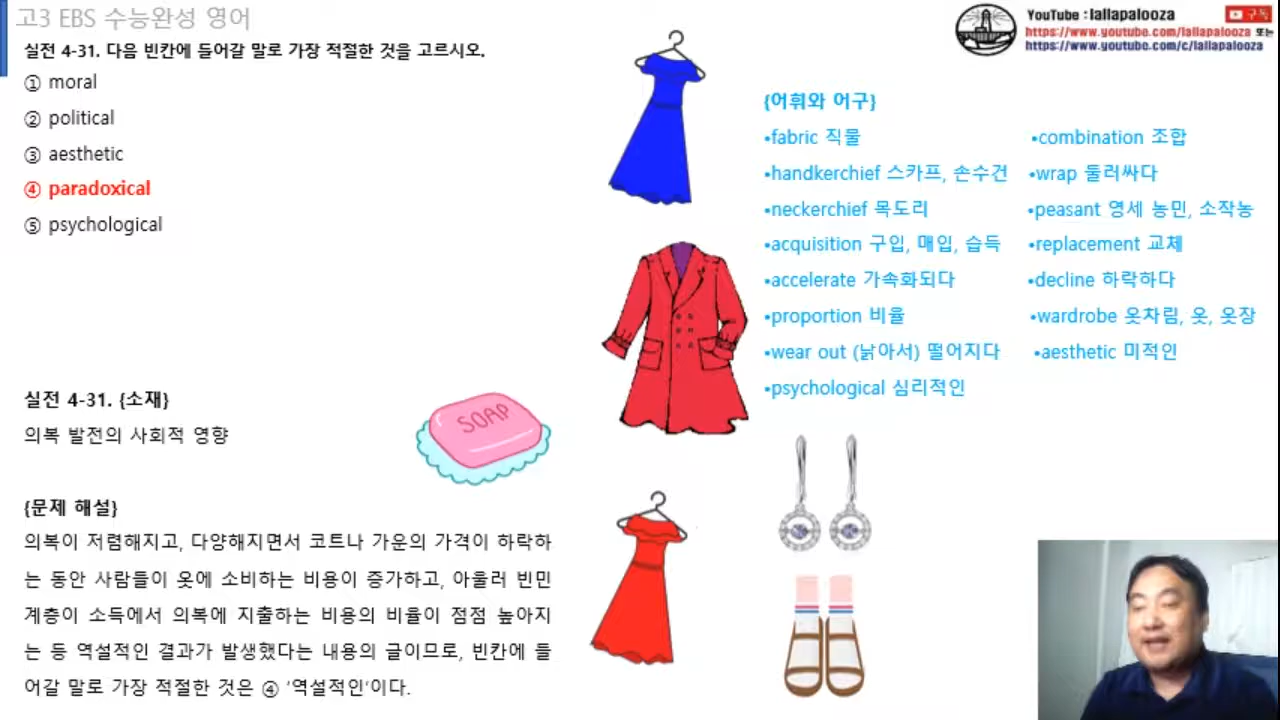 고3 EBS 수능완성 영어
YouTube : lallapalooza
구독
https://www.youtube.com/lallapalooza 또는
https://www.youtube.com/c/lallapalooza
실전 4-31. 다음 빈칸에 들어갈 말로 가장 적절한 것을 고르시오.
① moral
② political
③ aesthetic
④ paradoxical
⑤ psychological
{어휘와 어구}
•fabric 직물
•combination 조합
•handkerchief 스카프, 손수건
•wrap 둘러싸다
•neckerchief 목도리
•peasant 영세 농민, 소작농
•acquisition 구입, 매입, 습득
•replacement 교체
•accelerate 가속화되다
•decline 하락하다
•proportion 비율
•wardrobe 옷차림, 옷, 옷장
•wear out (낡아서) 떨어지다
•aesthetic 미적인
•psychological 심리적인
실전 4-31. {소재}
의복 발전의 사회적 영향
SOAP
{문제 해설}
의복이 저렴해지고, 다양해지면서 코트나 가운의 가격이 하락하
는 동안 사람들이 옷에 소비하는 비용이 증가하고, 아울러 빈민
계층이 소득에서 의복에 지출하는 비용의 비율이 점점 높아지
는 등 역설적인 결과가 발생했다는 내용의 글이므로, 빈칸에 들
어갈 말로 가장 적절한 것은 ④ ‘역설적인’이다.